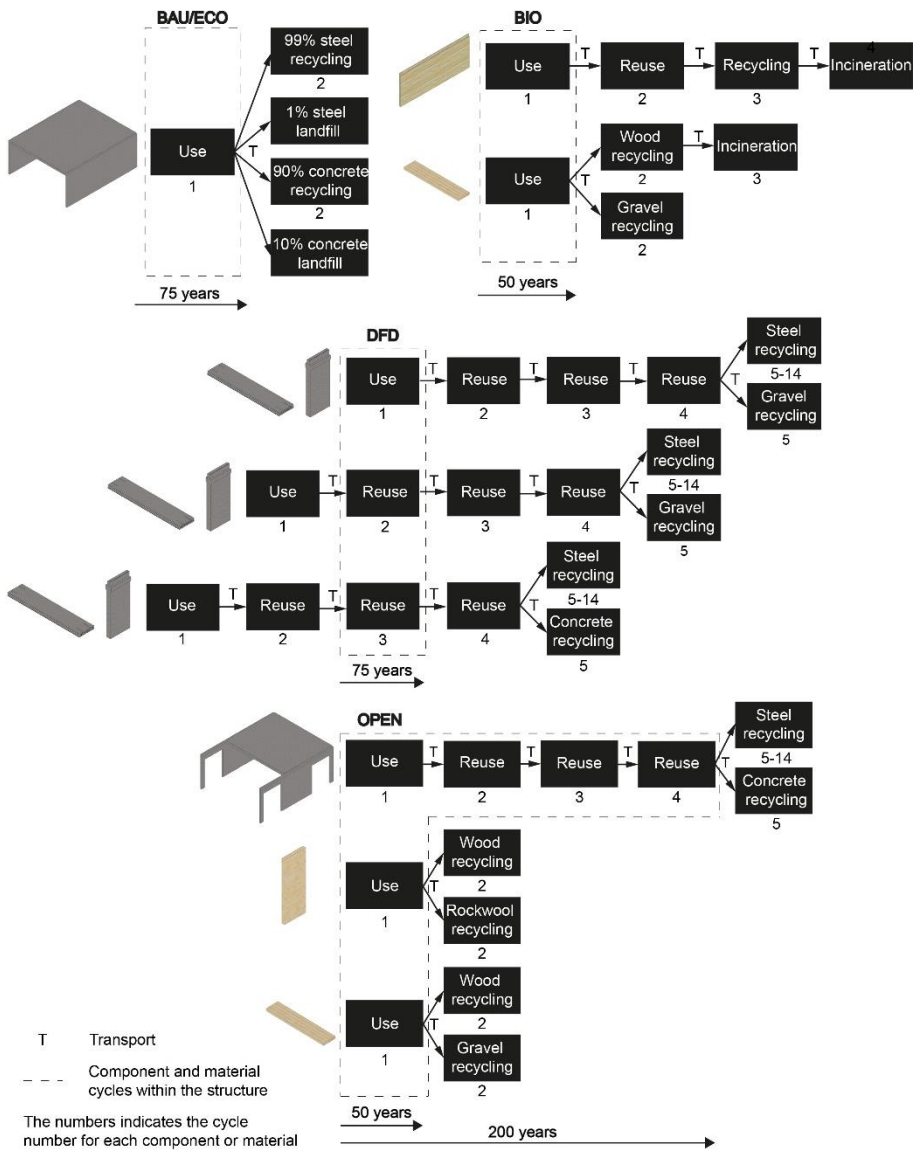 BAU/ECO
99% steel
recycling
2
1% steel
landfill
Use
1
T
90% concrete
recycling
2
10% concrete
landfill
75 years
BIO
Use
1
T
Reuse
2
T
Recycling
3
T
4
Incineration
Use
1
T
Wood
recycling
2
T
Incineration
3
Gravel
recycling
2
50 years
DFD
Use
1
T
Reuse
2
T
Reuse
3
T
Reuse
4
T
Steel
recycling
5-14
Gravel
recycling
5
Use
1
T
Reuse
2
T
Reuse
3
T
Reuse
4
T
Steel
recycling
5-14
Gravel
recycling
5
Use
1
T
Reuse
2
T
Reuse
3
T
Reuse
4
T
Steel
recycling
5-14
Concrete
recycling
5
75 years
OPEN
Use
1
T
Reuse
2
T
Reuse
3
T
Reuse
4
T
Steel
recycling
5-14
Concrete
recycling
5
Use
1
T
Wood
recycling
2
Rockwool
recycling
2
Use
1
T
Wood
recycling
2
Gravel
recycling
2
50 years
200 years
T Transport
Component and material
cycles within the structure
The numbers indicates the cycle
number for each component or material